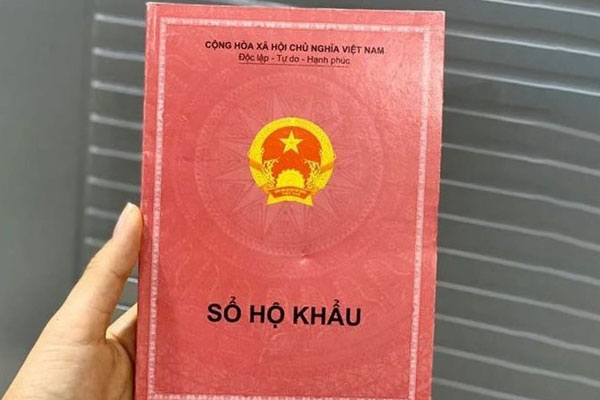 CỘNG HÒA XÃ HỘI CHỦ NGHĨA VIỆT NAM
Độc lập - Tự do - Hạnh phúc
SỔ HỘ KHẨU